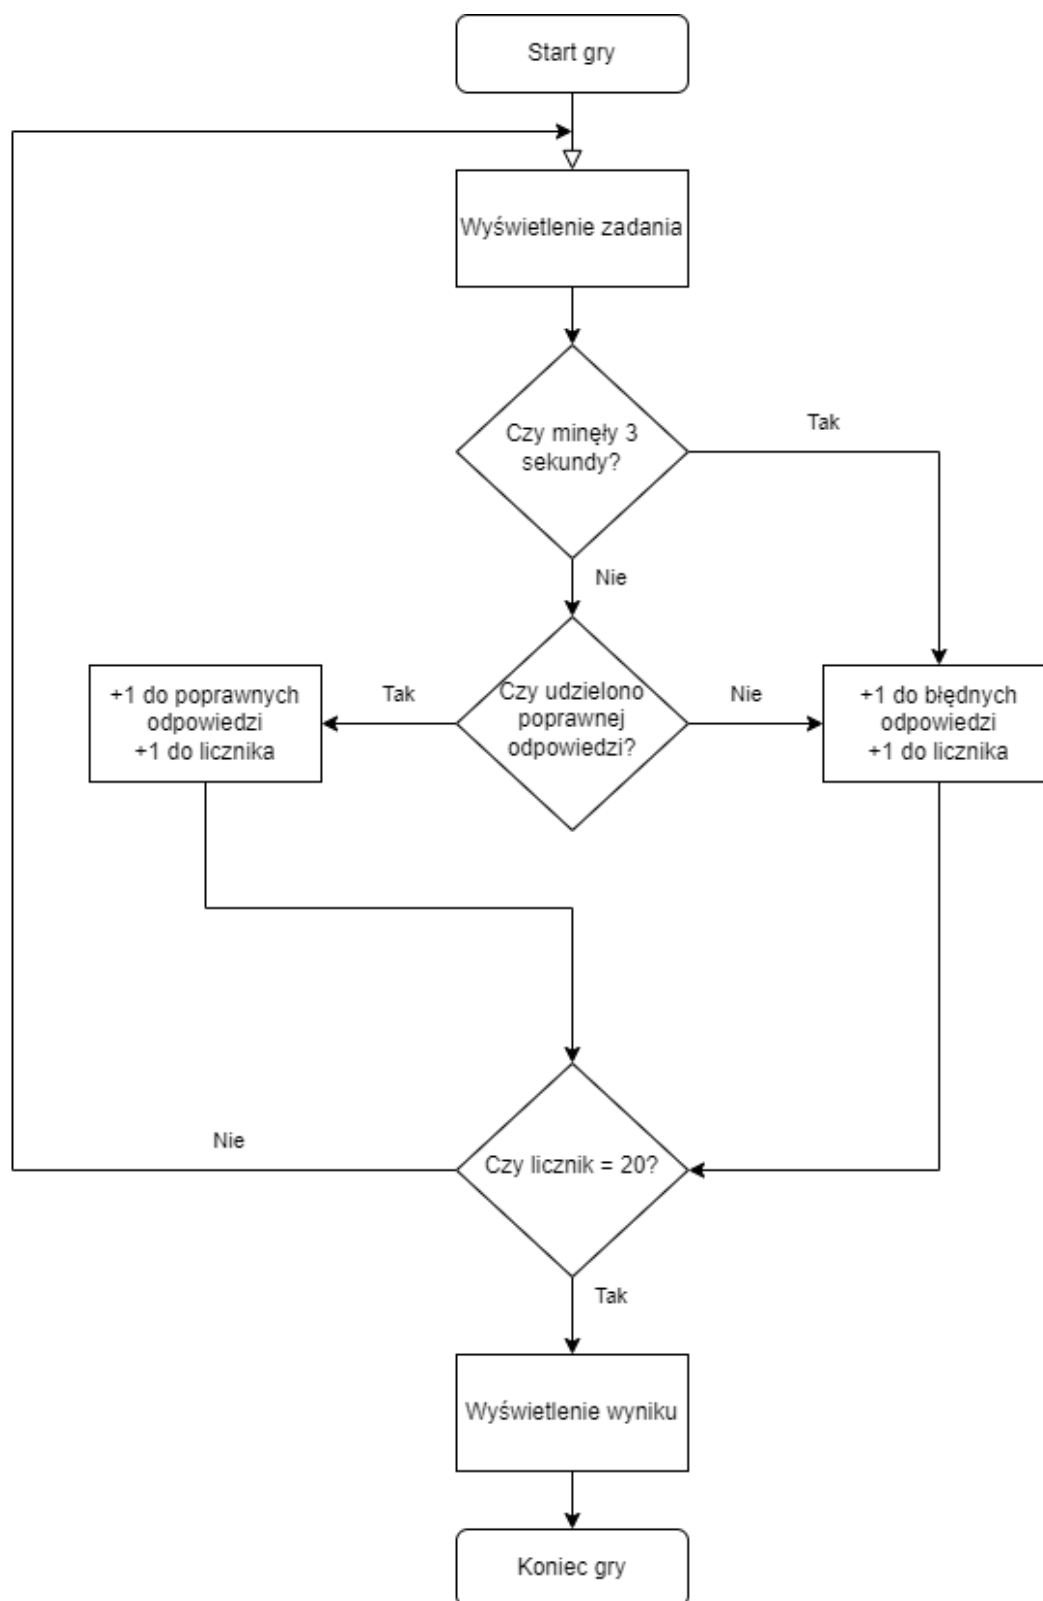 Start gry
Wyświetlenie zadania
Czy minęły 3
sekundy?
Tak
Nie
Czy udzielono
poprawnej
odpowiedzi?
Tak
Nie
+1 do poprawnych
odpowiedzi
+1 do licznika
+1 do błędnych
odpowiedzi
+1 do licznika
Czy licznik = 20?
Nie
Tak
Wyświetlenie wyniku
Koniec gry